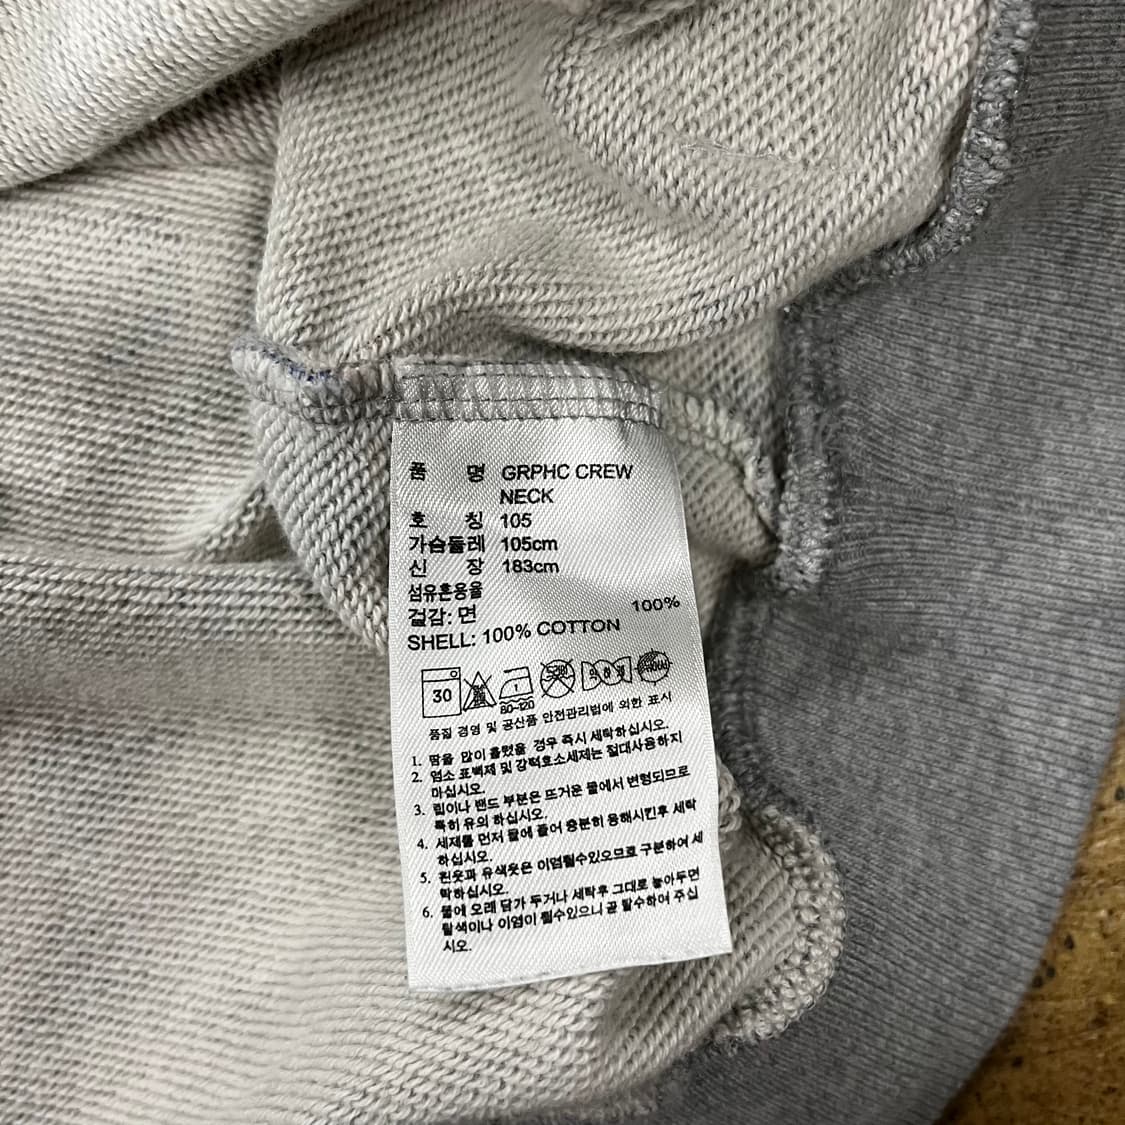 품 명 GRPHC CREW
NECK
호 칭 105
가슴둘레 105cm
신 장 183cm
섬유혼용율
겉감: 면 100%
SHELL: 100% COTTON
30
80~120
품질 경영 및 공산품 안전관리법에 의한 표시
1. 땀을 많이 흘렸을 경우 즉시 세탁하십시오.
2. 염소 표백제 및 강력효소세제는 절대사용하지
마십시오.
3. 립이나 밴드 부분은 뜨거운 물에서 변형되므로
특히 유의 하십시오.
4. 세제를 먼저 물에 풀어 충분히 용해시킨후 세탁
하십시오.
5. 흰옷과 유색옷은 이염될수있으므로 구분하여 세
탁하십시오.
6. 물에 오래 담가 두거나 세탁후 그대로 놓아두면
탈색이나 이염이 될수있으니 곧 탈수하여 주십
시오.